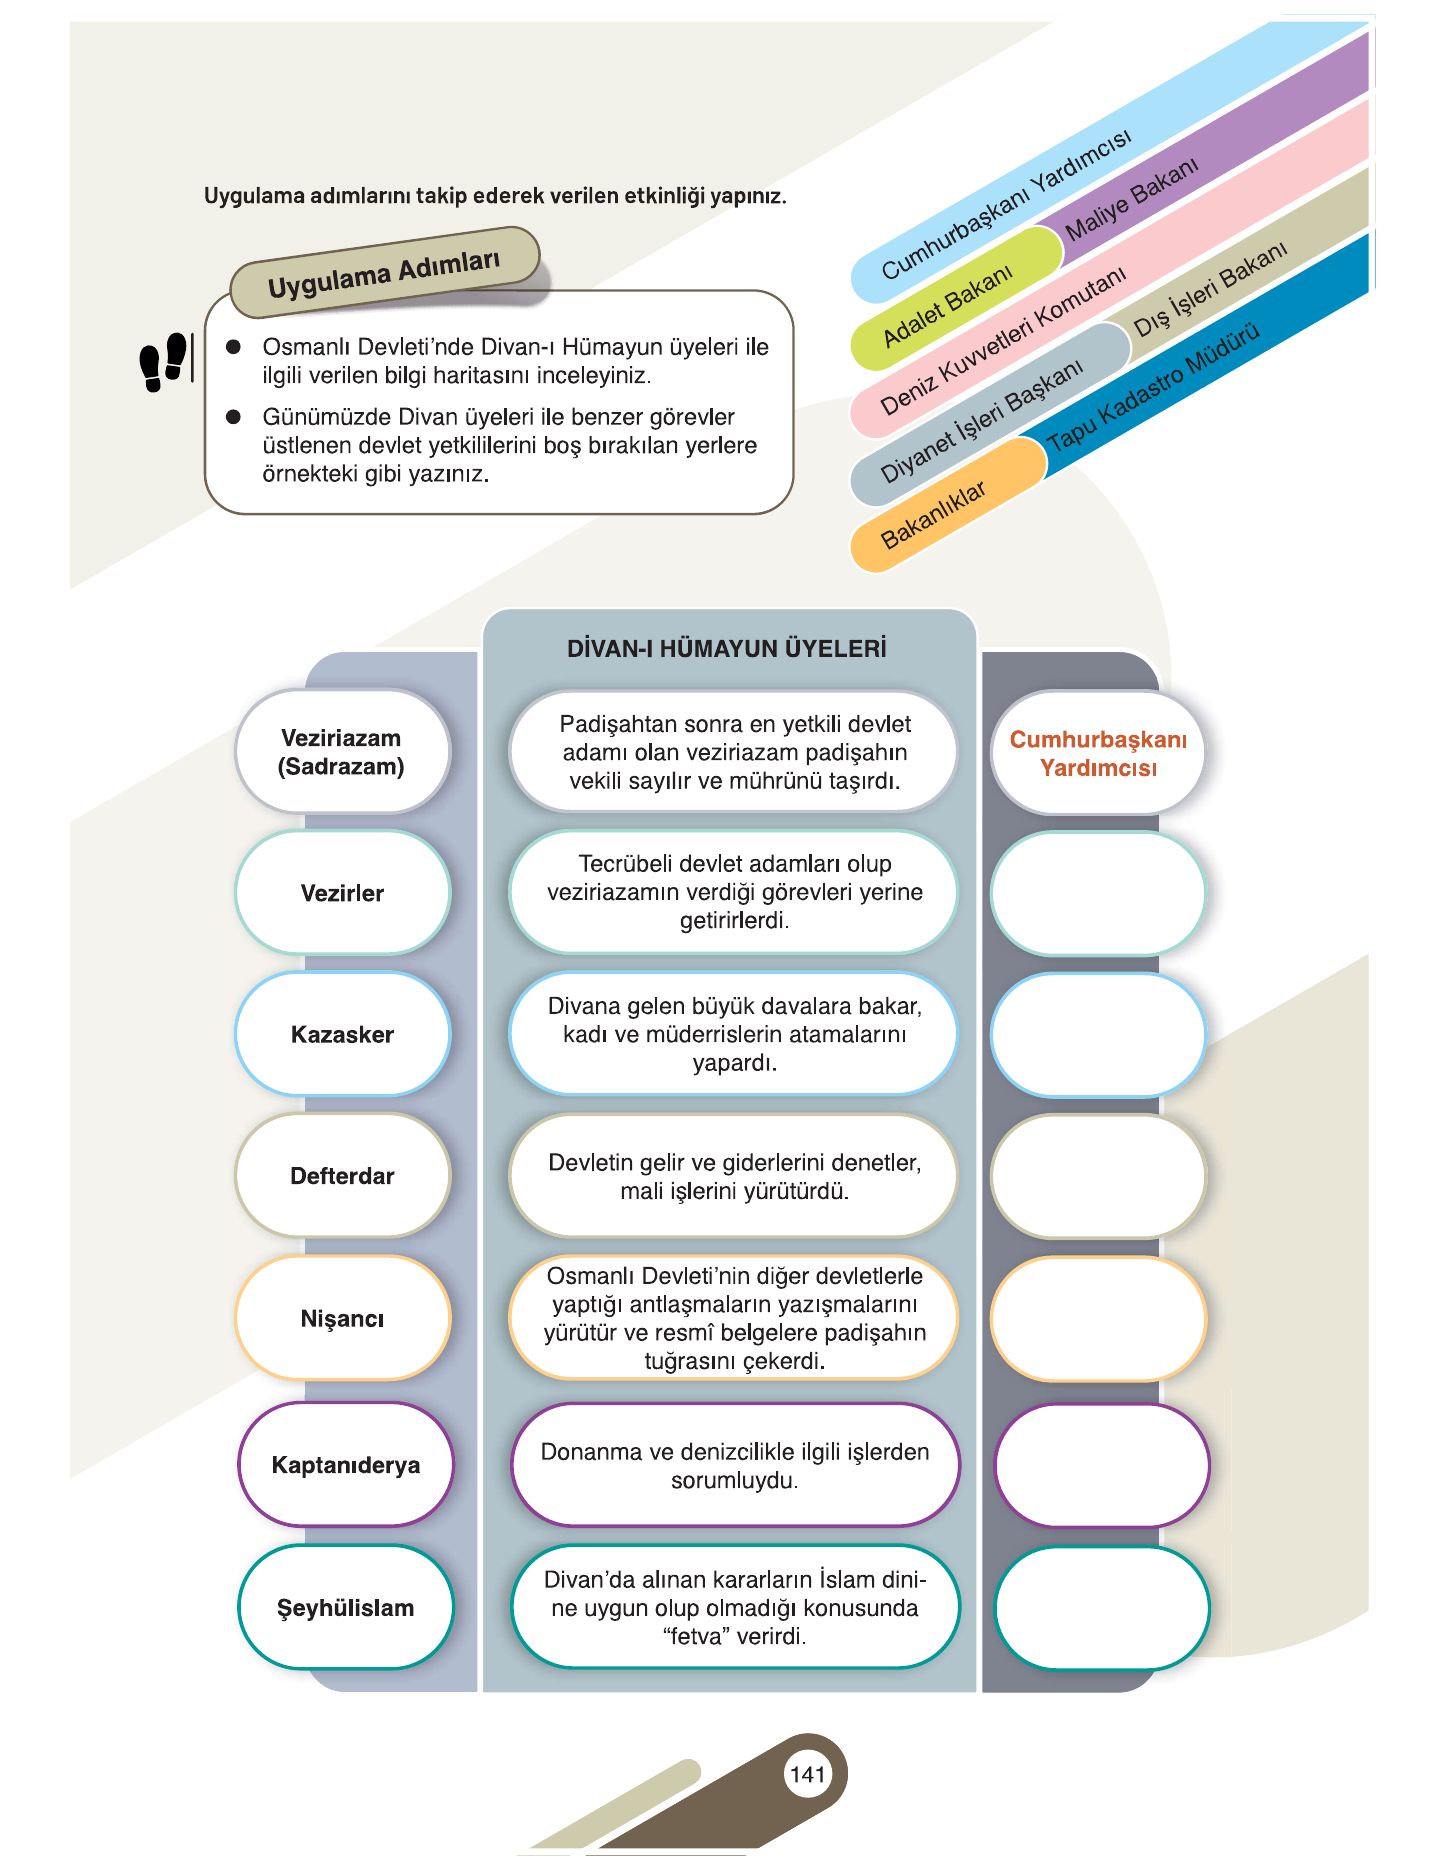 Uygulama adımlarını takip ederek verilen etkinliği yapınız.
Uygulama Adımları
● Osmanlı Devleti’nde Divan-ı Hümayun üyeleri ile
ilgili verilen bilgi haritasını inceleyiniz.
● Günümüzde Divan üyeleri ile benzer görevler
üstlenen devlet yetkililerini boş bırakılan yerlere
örnekteki gibi yazınız.
Cumhurbaşkanı Yardımcısı
Adalet Bakanı
Maliye Bakanı
Deniz Kuvvetleri Komutanı
Diyanet İşleri Başkanı
Dış İşleri Bakanı
Bakanlıklar
Tapu Kadastro Müdürü
DİVAN-I HÜMAYUN ÜYELERİ
Veziriazam
(Sadrazam)
Padişahtan sonra en yetkili devlet
adamı olan veziriazam padişahın
vekili sayılır ve mührünü taşırdı.
Cumhurbaşkanı
Yardımcısı
Vezirler
Tecrübeli devlet adamları olup
veziriazamın verdiği görevleri yerine
getirirlerdi.
Kazasker
Divana gelen büyük davalara bakar,
kadı ve müderrislerin atamalarını
yapardı.
Defterdar
Devletin gelir ve giderlerini denetler,
mali işlerini yürütürdü.
Nişancı
Osmanlı Devleti’nin diğer devletlerle
yaptığı antlaşmaların yazışmalarını
yürütür ve resmî belgelere padişahın
tuğrasını çekerdi.
Kaptanıderya
Donanma ve denizcilikle ilgili işlerden
sorumluydu.
Şeyhülislam
Divan’da alınan kararların İslam dini-
ne uygun olup olmadığı konusunda
“fetva” verirdi.
141